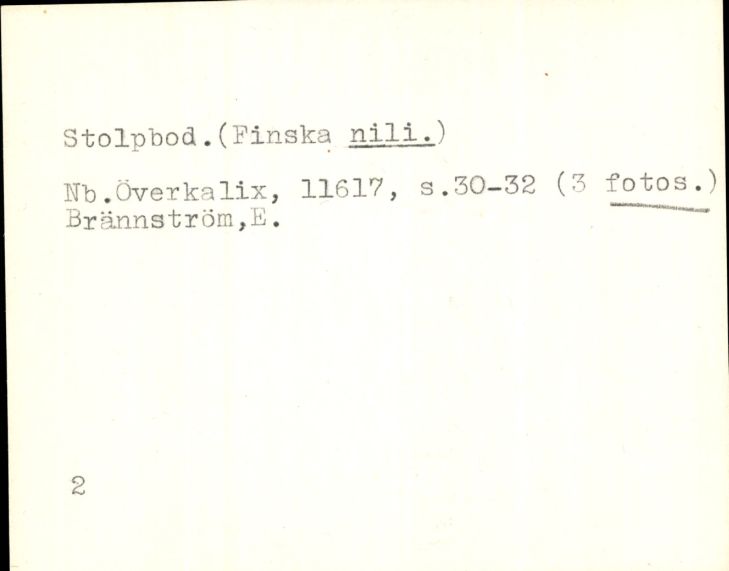 Stolpbod.(Finska nili.)
Nb.Överkalix, 11617, s.30-32 (3 fotos.)
Brännström,E.
2